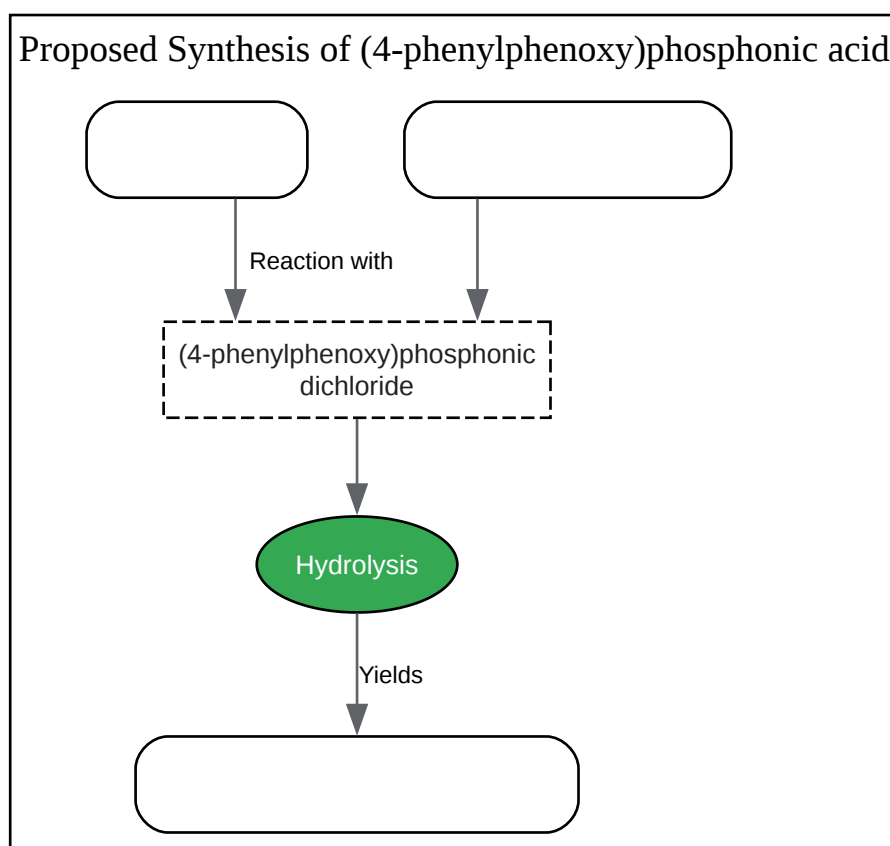 Proposed Synthesis of (4-phenylphenoxy)phosphonic acid
Reaction with
(4-phenylphenoxy)phosphonic
dichloride
Hydrolysis
Yields